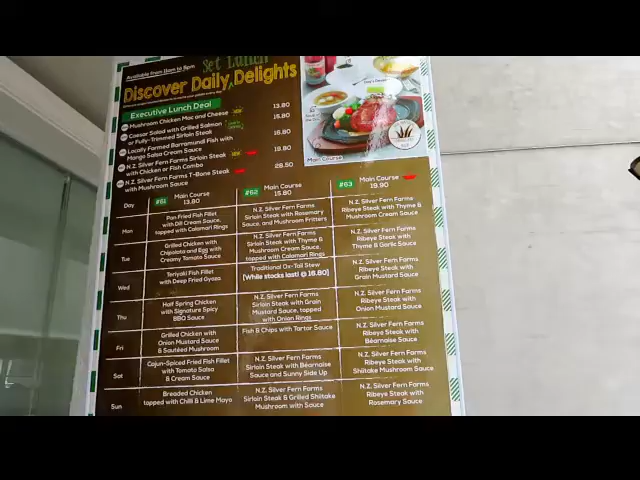 Available from 11am to 5pm
Set Lunch
Discover Daily Delights
Executive Lunch Deal
Mushroom Chicken Mac and Cheese 13.80
Caesar Salad with Grilled Salmon 15.80
or Fully-Trimmed Sirloin Steak
Locally Farmed Barramundi Fish with 16.80
Mango Salsa Cream Sauce
N.Z. Silver Fern Farms Sirloin Steak 19.80
with Chicken or Fish Combo
N.Z. Silver Fern Farms T-Bone Steak 28.50
with Mushroom Sauce
Main Course
Day
#61 Main Course
13.80
#62 Main Course
15.80
#63 Main Course
19.90
Mon
Pan Fried Fish Fillet
with Dill Cream Sauce,
topped with Calamari Rings
N.Z. Silver Fern Farms
Sirloin Steak with Rosemary
Sauce, and Mushroom Fritters
N.Z. Silver Fern Farms
Ribeye Steak with Thyme &
Mushroom Cream Sauce
Tue
Grilled Chicken with
Chipolata and Egg with
Creamy Tomato Sauce
N.Z. Silver Fern Farms
Sirloin Steak with Thyme &
Mushroom Cream Sauce,
topped with Calamari Rings
N.Z. Silver Fern Farms
Ribeye Steak with
Thyme & Garlic Sauce
Wed
Teriyaki Fish Fillet
with Deep Fried Gyoza
Traditional Ox-Tail Stew
[While stocks last! @ 16.80]
N.Z. Silver Fern Farms
Ribeye Steak with
Grain Mustard Sauce
Thu
Half Spring Chicken
with Signature Spicy
BBQ Sauce
N.Z. Silver Fern Farms
Sirloin Steak with Grain
Mustard Sauce, topped
with Onion Rings
N.Z. Silver Fern Farms
Ribeye Steak with
Onion Mustard Sauce
Fri
Grilled Chicken with
Onion Mustard Sauce
& Sautéed Mushroom
Fish & Chips with Tartar Sauce
N.Z. Silver Fern Farms
Ribeye Steak with
Béarnaise Sauce
Sat
Cajun-Spiced Fried Fish Fillet
with Tomato Salsa
& Cream Sauce
N.Z. Silver Fern Farms
Sirloin Steak with Béarnaise
Sauce and Sunny Side Up
N.Z. Silver Fern Farms
Ribeye Steak with
Shiitake Mushroom Sauce
Sun
Breaded Chicken
topped with Chilli & Lime Mayo
N.Z. Silver Fern Farms
Sirloin Steak & Grilled Shiitake
Mushroom with Sauce
N.Z. Silver Fern Farms
Ribeye Steak with
Rosemary Sauce